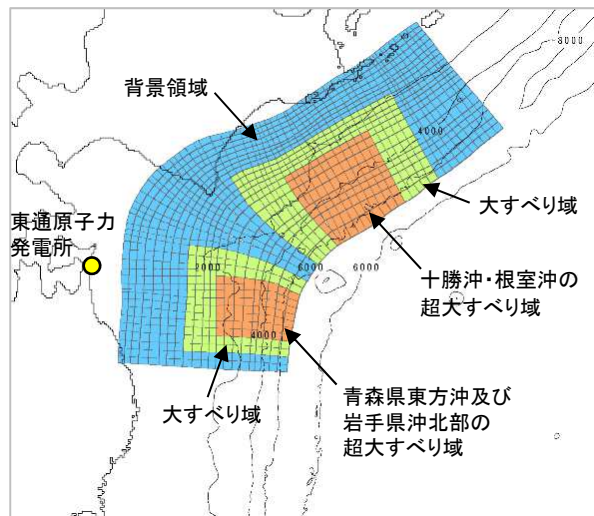 8000
背景領域
4000
東通原子力
発電所
大すべり域
2000
6000
6000
十勝沖・根室沖の
超大すべり域
4000
大すべり域
青森県東方沖及び
岩手県沖北部の
超大すべり域